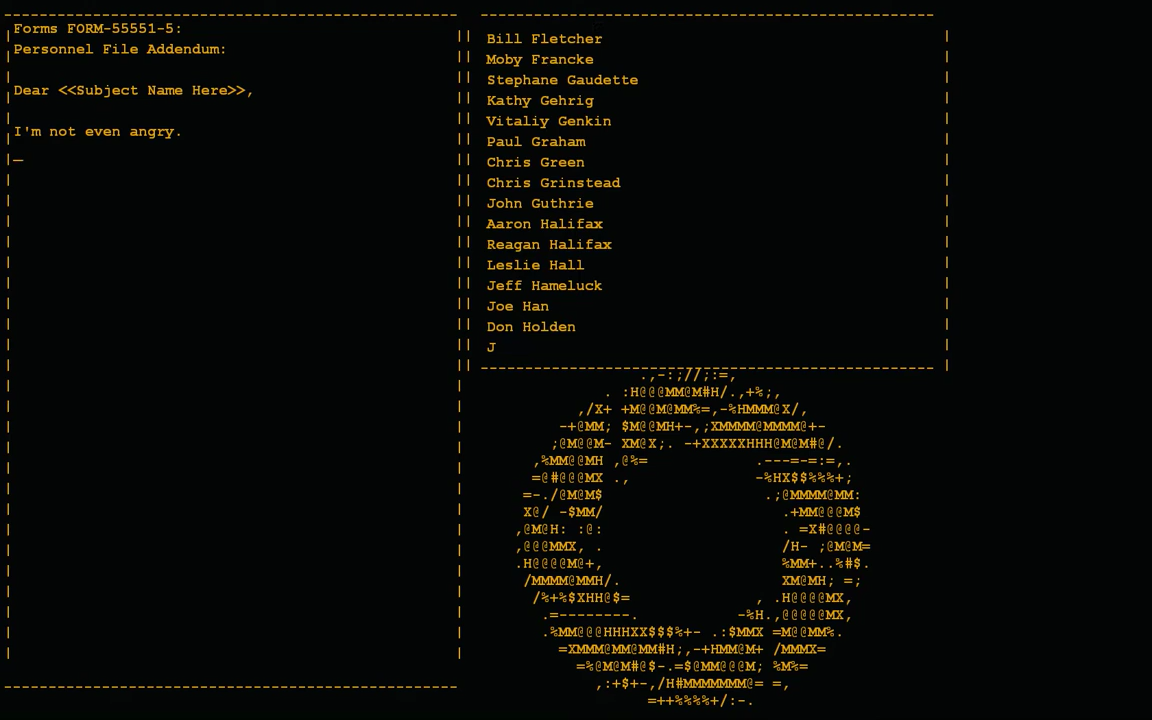 Forms FORM-55551-5:
Personnel File Addendum:
Dear <<Subject Name Here>>,
I'm not even angry.
Bill Fletcher
Moby Francke
Stephane Gaudette
Kathy Gehrig
Vitaliy Genkin
Paul Graham
Chris Green
Chris Grinstead
John Guthrie
Aaron Halifax
Reagan Halifax
Leslie Hall
Jeff Hameluck
Joe Han
Don Holden
J